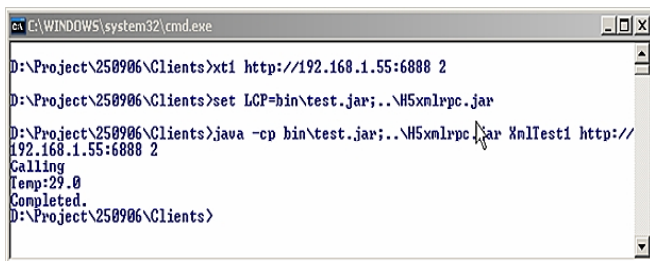 C:\WINDOWS\system32\cmd.exe
D:\Project\250906\Clients>xt1 http://192.168.1.55:6888 2
D:\Project\250906\Clients>set LCP=bin\test.jar;..\H5xmlrpc.jar
D:\Project\250906\Clients>java -cp bin\test.jar;..\H5xmlrpc.jar XmlTest1 http://
192.168.1.55:6888 2
Calling
Temp:29.0
Completed.
D:\Project\250906\Clients>